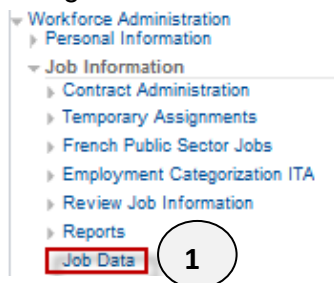 Workforce Administration
Personal Information
Job Information
Contract Administration
Temporary Assignments
French Public Sector Jobs
Employment Categorization ITA
Review Job Information
Reports
Job Data
1